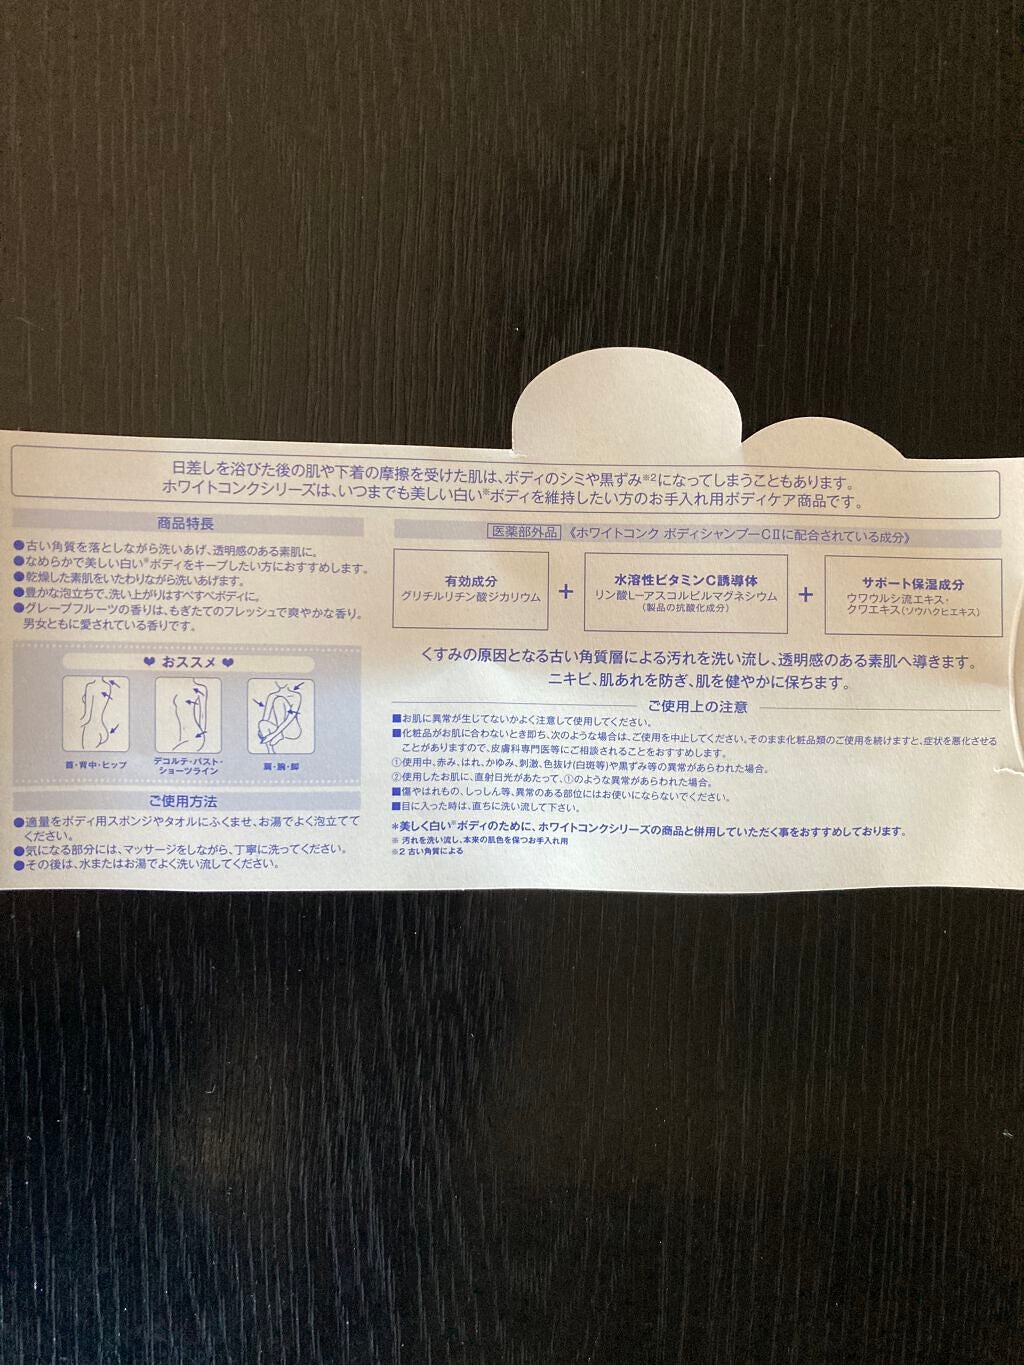 日差しを浴びた後の肌や下着の摩擦を受けた肌は、ボディのシミや黒ずみ※2になってしまうこともあります。
ホワイトコンクシリーズは、いつまでも美しい白い※ボディを維持したい方のお手入れ用ボディケア商品です。
商品特長
●古い角質を落としながら洗いあげ、透明感のある素肌に。
●なめらかで美しい白い※ボディをキープしたい方におすすめします。
●乾燥した素肌をいたわりながら洗いあげます。
●豊かな泡立ちで、洗い上がりはすべすべボディに。
●グレープフルーツの香りは、もぎたてのフレッシュで爽やかな香り。
男女ともに愛されている香りです。
♥ おススメ ♥
首・背中・ヒップ
デコルテ・バスト・
ショーツライン
肩・腕・脚
ご使用方法
●適量をボディ用スポンジやタオルにふくませ、お湯でよく泡立てて
ください。
●気になる部分には、マッサージをしながら、丁寧に洗ってください。
●その後は、水またはお湯でよく洗い流してください。
医薬部外品 《ホワイトコンク ボディシャンプーCⅡに配合されている成分》
有効成分
グリチルリチン酸ジカリウム
+
水溶性ビタミンC誘導体
リン酸L-アスコルビルマグネシウム
(製品の抗酸化成分)
+
サポート保湿成分
ウワウルシ流エキス・
クワエキス(ソウハクヒエキス)
くすみの原因となる古い角質層による汚れを洗い流し、透明感のある素肌へ導きます。
ニキビ、肌あれを防ぎ、肌を健やかに保ちます。
ご使用上の注意
■お肌に異常が生じてないかよく注意して使用してください。
■化粧品がお肌に合わないとき即ち、次のような場合は、ご使用を中止してください。そのまま化粧品類のご使用を続けますと、症状を悪化させる
ことがありますので、皮膚科専門医等にご相談されることをおすすめします。
①使用中、赤み、はれ、かゆみ、刺激、色抜け(白斑等)や黒ずみ等の異常があらわれた場合。
②使用したお肌に、直射日光があたって、①のような異常があらわれた場合。
■傷やはれもの、しっしん等、異常のある部位にはお使いにならないでください。
■目に入った時は、直ちに洗い流して下さい。
*美しく白い※ボディのために、ホワイトコンクシリーズの商品と併用していただく事をおすすめしております。
※ 汚れを洗い流し、本来の肌色を保つお手入れ用
※2 古い角質による